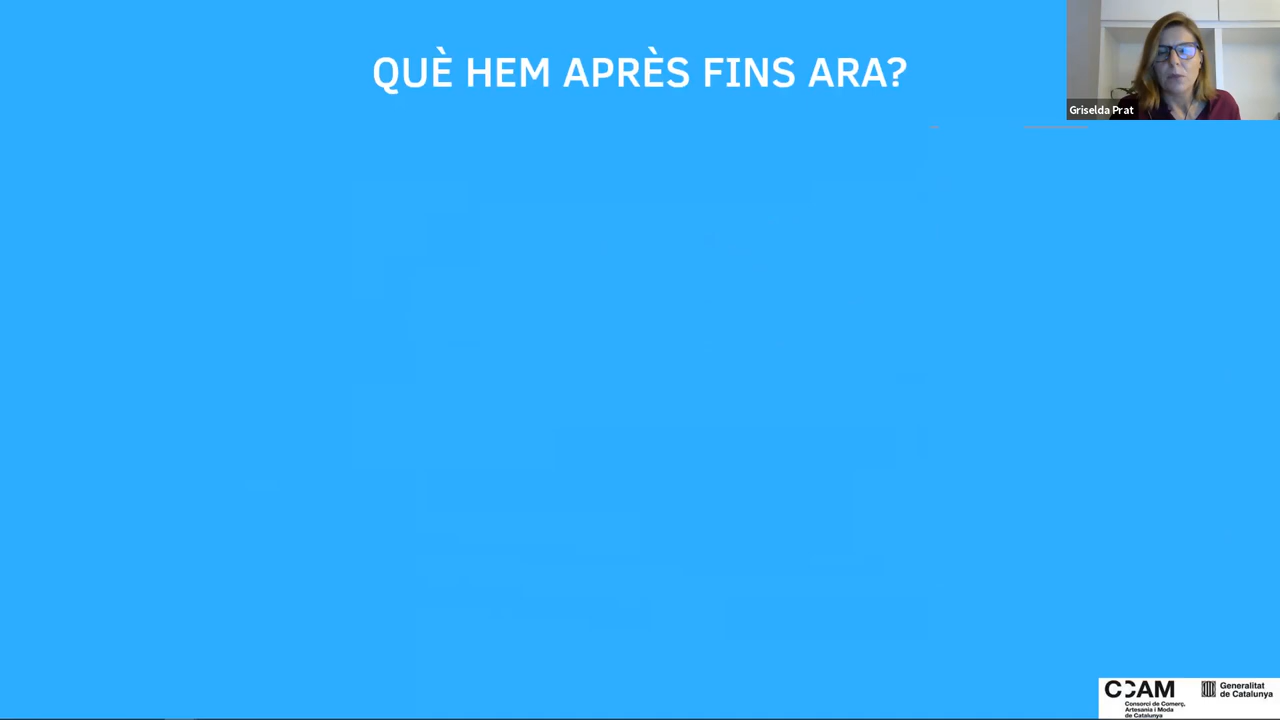 QUÈ HEM APRÈS FINS ARA?
Griselda Prat
CCAM
Consorci de Comerç,
Artesania i Moda
de Catalunya
Generalitat
de Catalunya